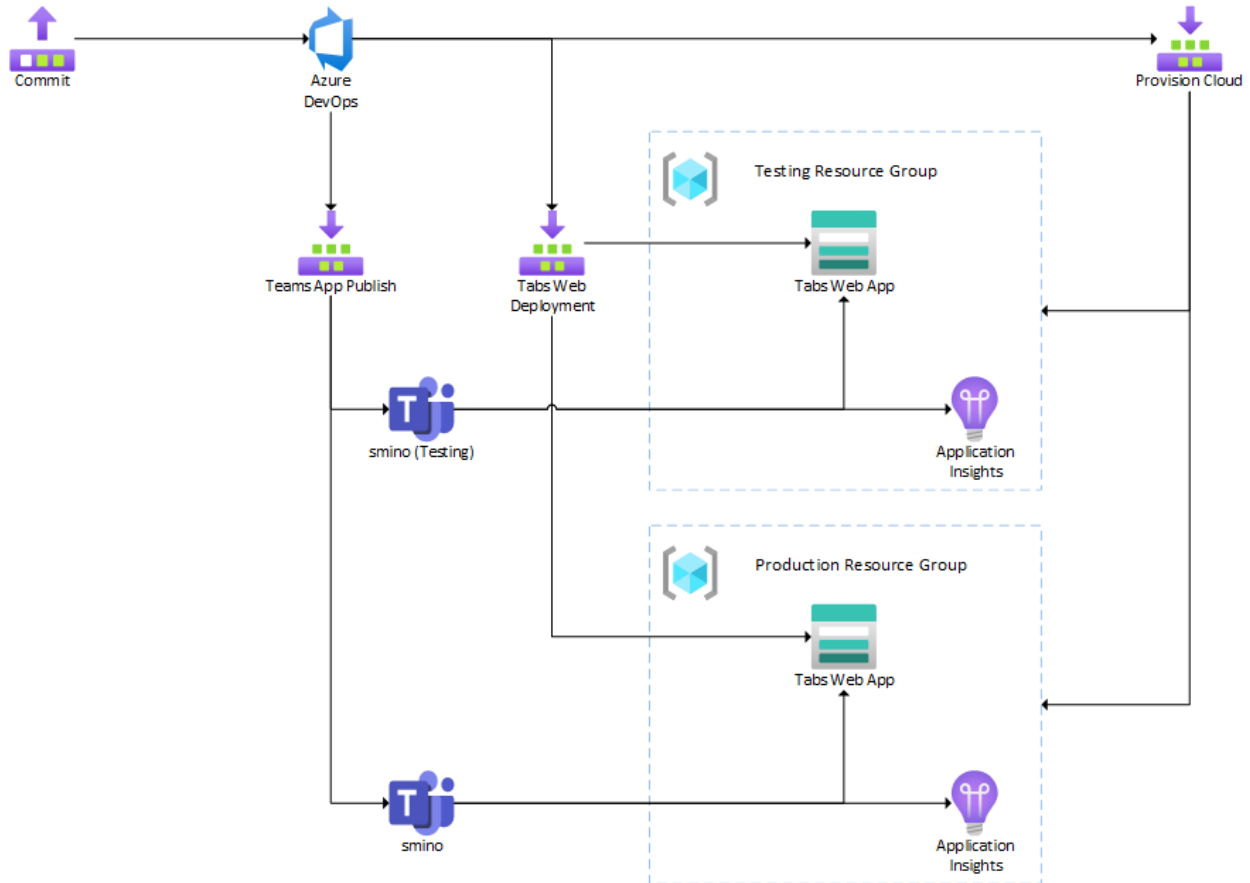 Commit
Azure
DevOps
Provision Cloud
Testing Resource Group
Teams App Publish
Tabs Web
Deployment
Tabs Web App
T
smino (Testing)
Application
Insights
Production Resource Group
Tabs Web App
T
smino
Application
Insights